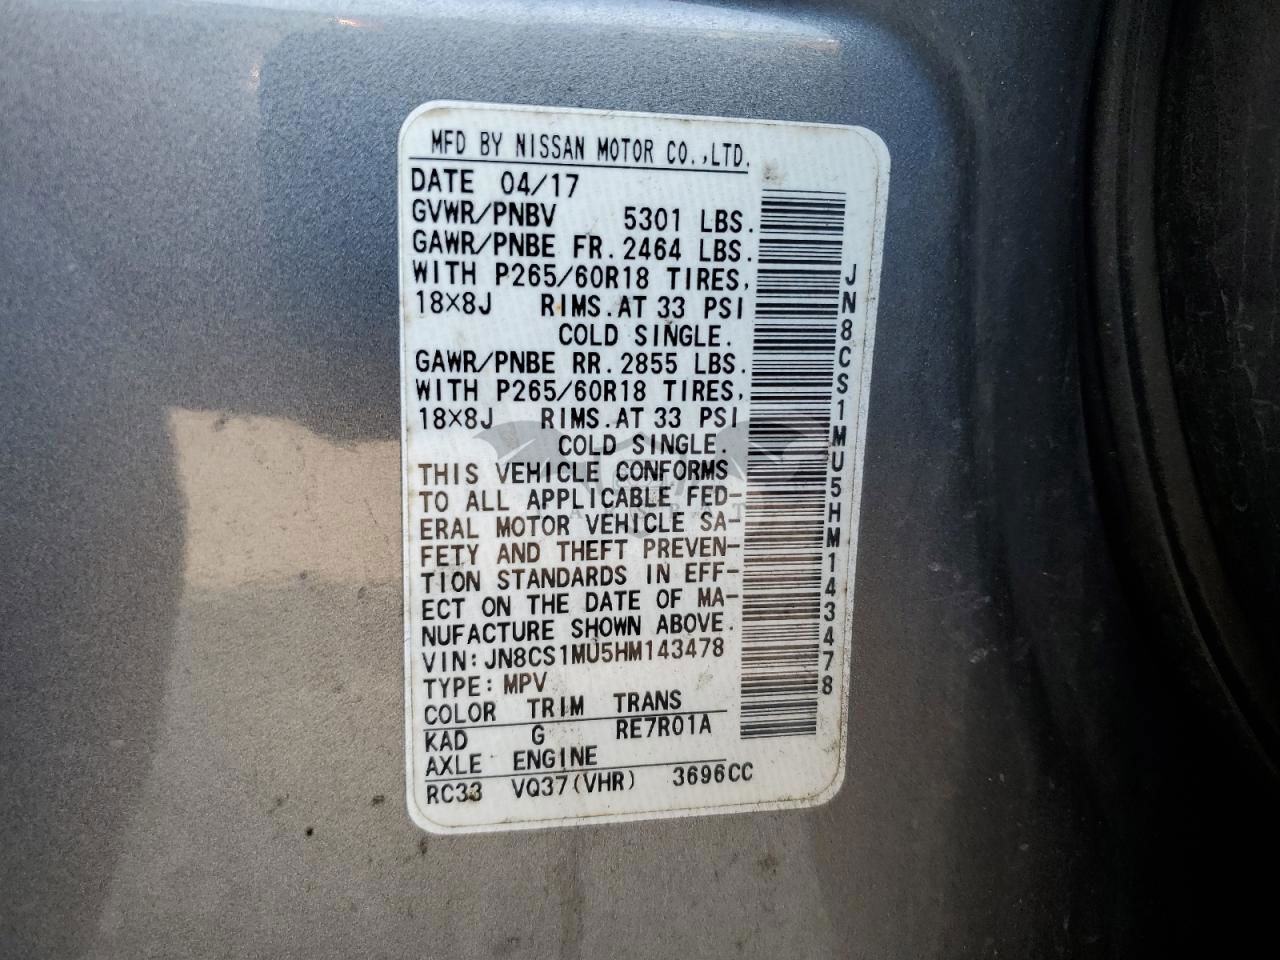 MFD BY NISSAN MOTOR CO.,LTD.
DATE 04/17
GVWR/PNBV 5301 LBS.
GAWR/PNBE FR. 2464 LBS.
WITH P265/60R18 TIRES,
18×8J RIMS. AT 33 PSI
COLD SINGLE.
GAWR/PNBE RR. 2855 LBS.
WITH P265/60R18 TIRES,
18×8J RIMS. AT 33 PSI
COLD SINGLE.
THIS VEHICLE CONFORMS
TO ALL APPLICABLE FED-
ERAL MOTOR VEHICLE SA-
FETY AND THEFT PREVEN-
TION STANDARDS IN EFF-
ECT ON THE DATE OF MA-
NUFACTURE SHOWN ABOVE.
VIN: JN8CS1MU5HM143478
TYPE: MPV
COLOR TRIM TRANS
KAD G RE7R01A
AXLE ENGINE
RC33 VQ37(VHR) 3696CC
JN8CS1MU5HM143478